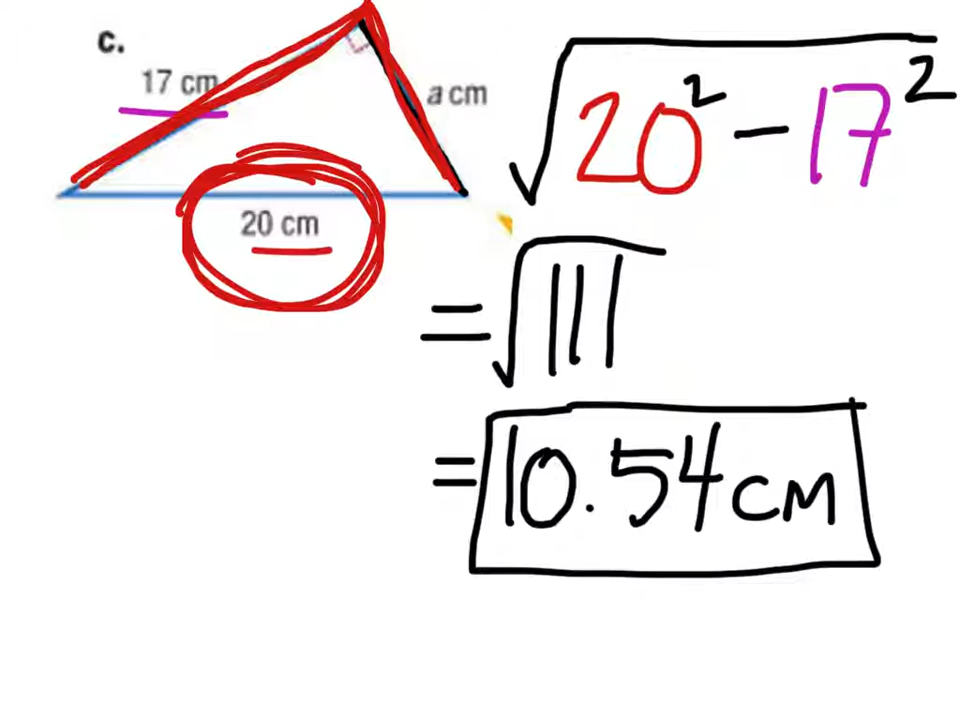 c.
17 cm
a cm
20 cm
√20² − 17²
= √111
= 10.54 cm